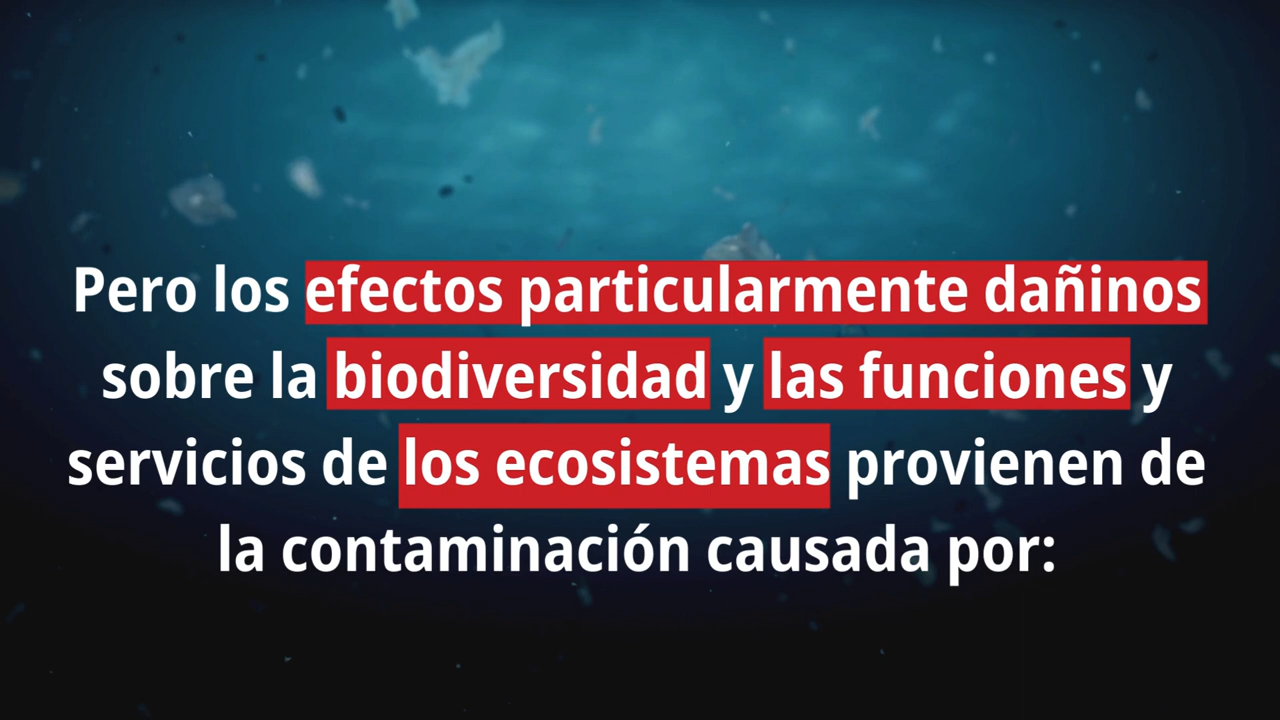 Pero los efectos particularmente dañinos
sobre la biodiversidad y las funciones y
servicios de los ecosistemas provienen de
la contaminación causada por: